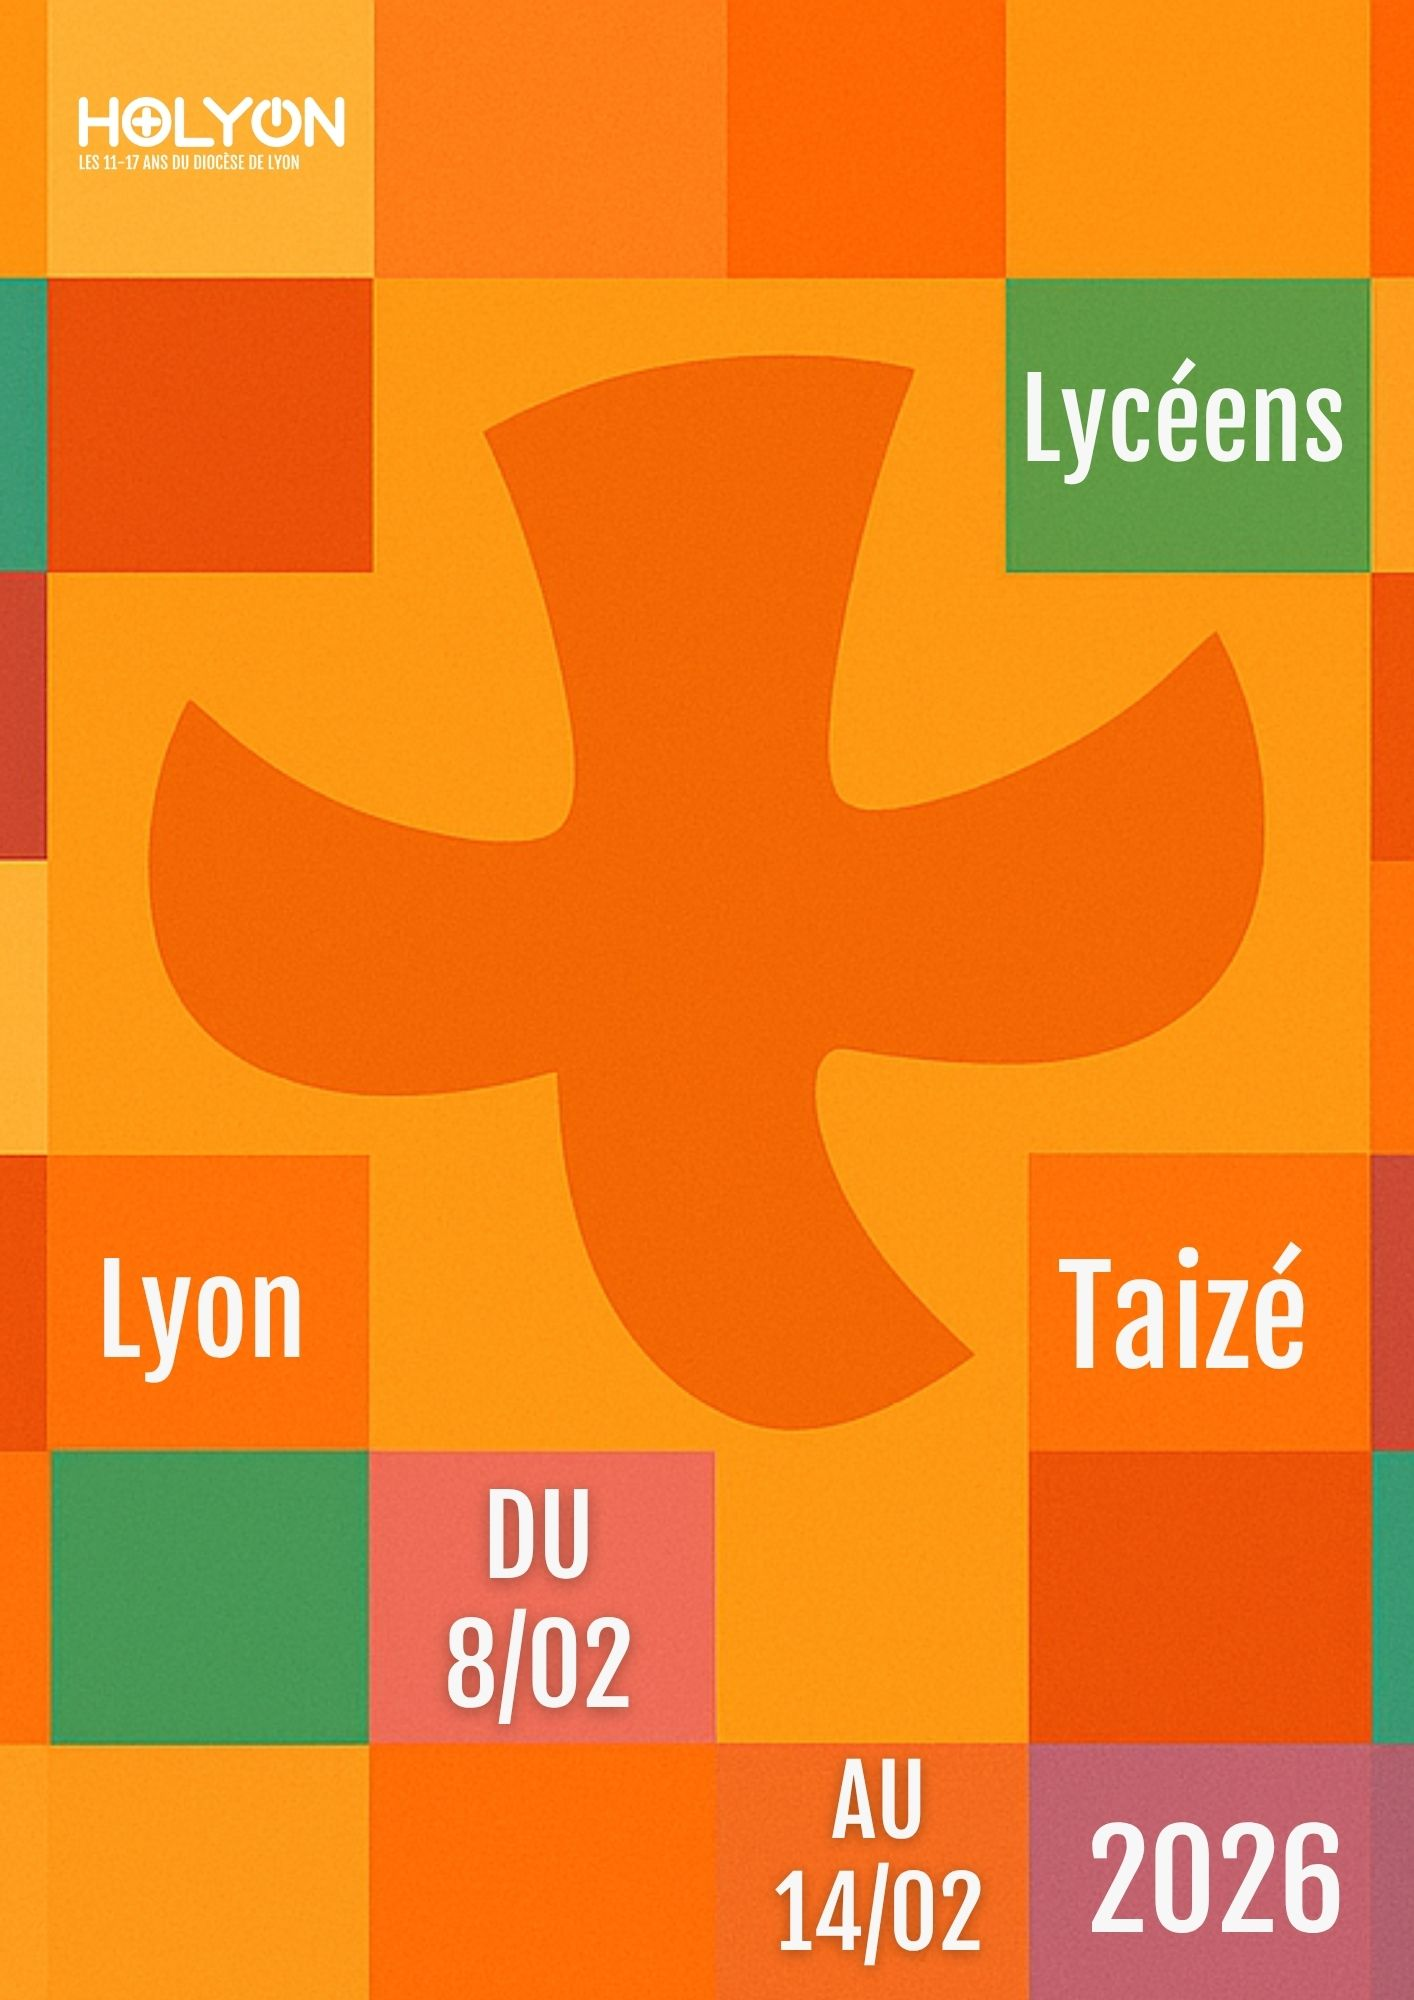 HOLYON
LES 11-17 ANS DU DIOCÈSE DE LYON
Lycéens
Lyon
Taizé
DU
8/02
AU
14/02
2026